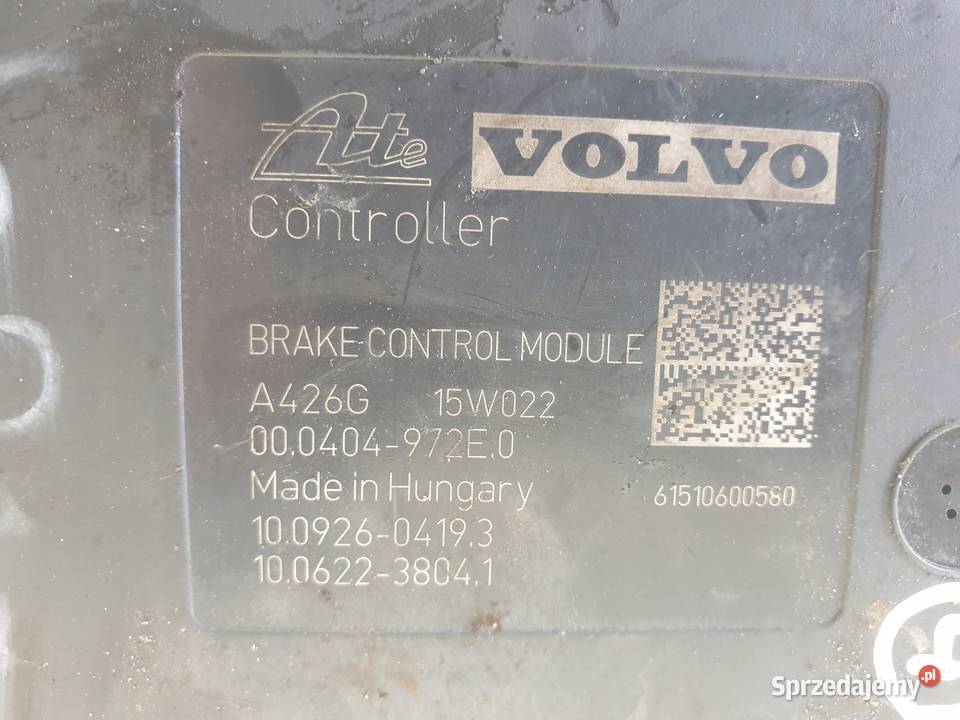 Ate VOLVO
Controller
BRAKE CONTROL MODULE
A426G 15W022
00.0404-972E.0
Made in Hungary 61510600580
10.0926-0419.3
10.0622-3804.1
Sprzedajemy.pl